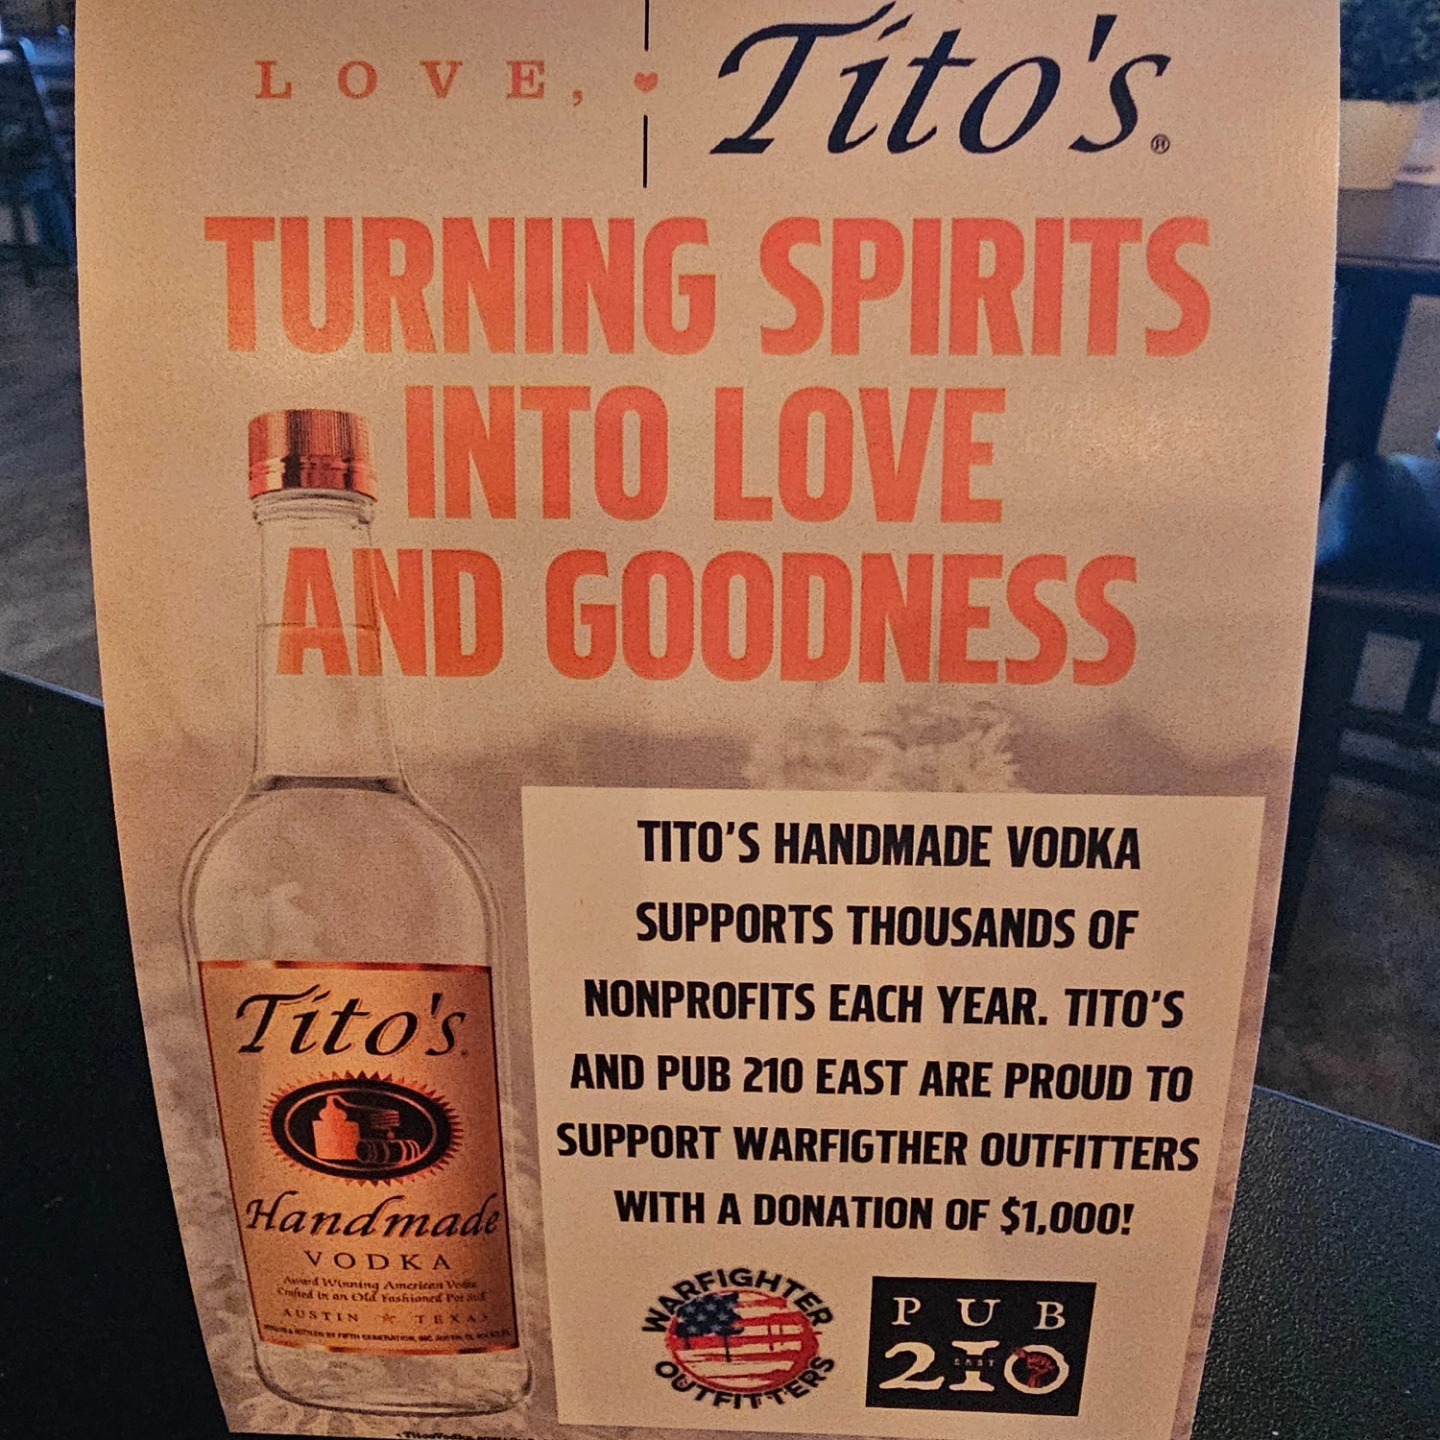 LOVE, Tito's®
TURNING SPIRITS
INTO LOVE
AND GOODNESS
TITO'S HANDMADE VODKA
SUPPORTS THOUSANDS OF
NONPROFITS EACH YEAR. TITO'S
AND PUB 210 EAST ARE PROUD TO
SUPPORT WARFIGTHER OUTFITTERS
WITH A DONATION OF $1,000!
Tito's
Handmade
VODKA
Award Winning American Vodka
Crafted in an Old Fashioned Pot Still
AUSTIN TEXAS
WARFIGHTER
OUTFITTERS
PUB
210
EAST